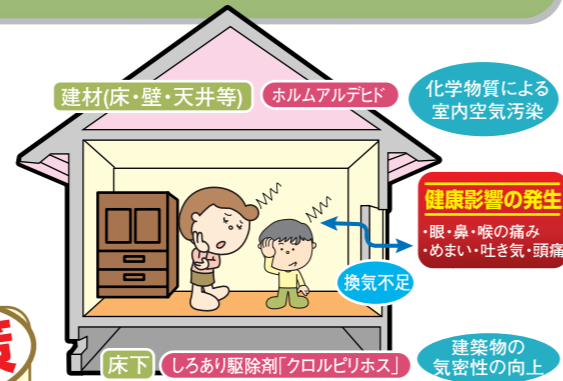 建材(床・壁・天井等)
ホルムアルデヒド
化学物質による
室内空気汚染
健康影響の発生
・眼・鼻・喉の痛み
・めまい・吐き気・頭痛
換気不足
床下
しろあり駆除剤「クロルピリホス」
建築物の
気密性の向上